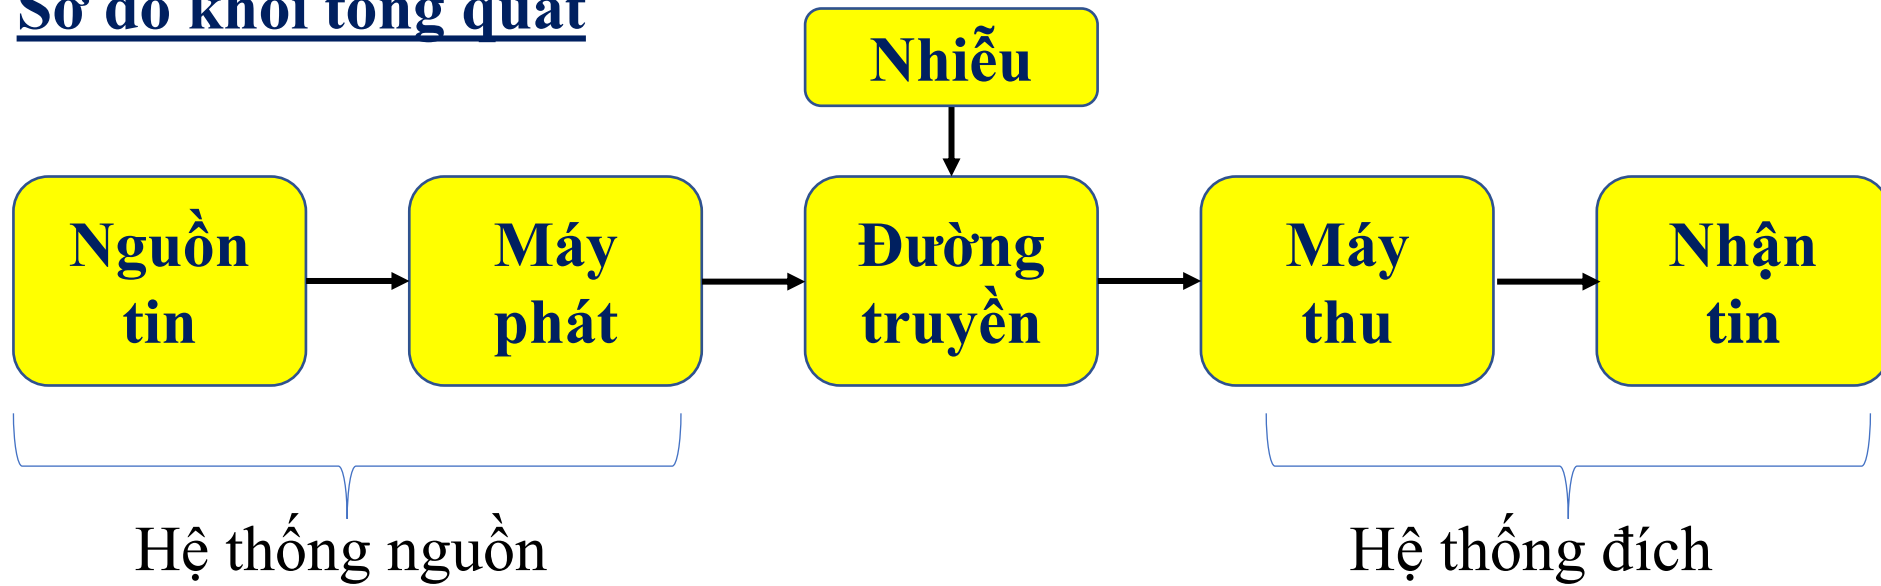 Sơ đồ khối tổng quát
Nhiễu
Nguồn
tin
Máy
phát
Đường
truyền
Máy
thu
Nhận
tin
Hệ thống nguồn
Hệ thống đích